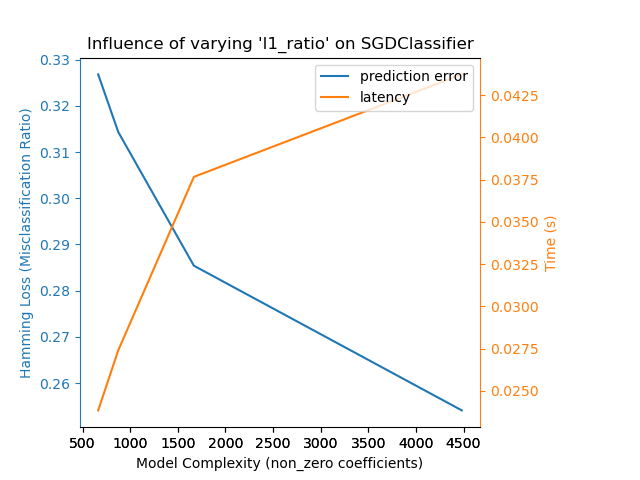 Influence of varying 'l1_ratio' on SGDClassifier
prediction error
latency
Hamming Loss (Misclassification Ratio)
0.33
0.32
0.31
0.30
0.29
0.28
0.27
0.26
0.0425
0.0400
0.0375
0.0350
0.0325
0.0300
0.0275
0.0250
Time (s)
500 1000 1500 2000 2500 3000 3500 4000 4500
Model Complexity (non_zero coefficients)